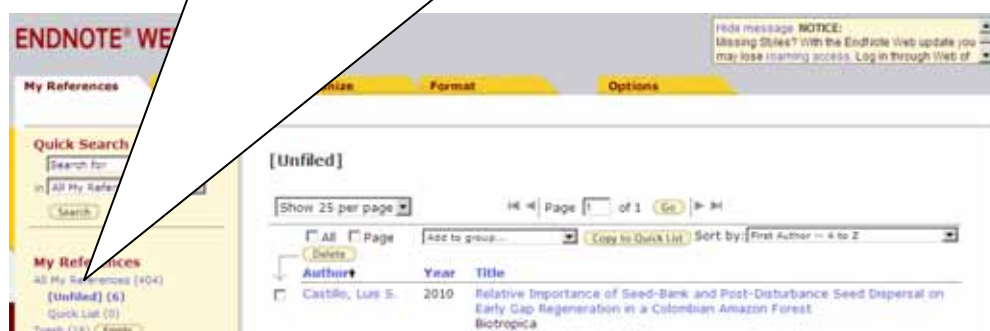 ENDNOTE® WE
Hide message NOTICE:
Missing Styles? With the EndNote Web update you
may lose roaming access. Log in through Web of
My References
Format
Options
Quick Search
Search for
in All My Refer
Search
[Unfiled]
Show 25 per page
Page 1 of 1 Go
All Page
Add to group...
Copy to Quick List
Sort by: First Author -- A to Z
Delete
Author Year Title
My References
All My References (404)
[Unfiled] (6)
Quick List (0)
Castillo, Luis S. 2010 Relative Importance of Seed-Bank and Post-Disturbance Seed Dispersal on
Early Gap Regeneration in a Colombian Amazon Forest
Biotropica